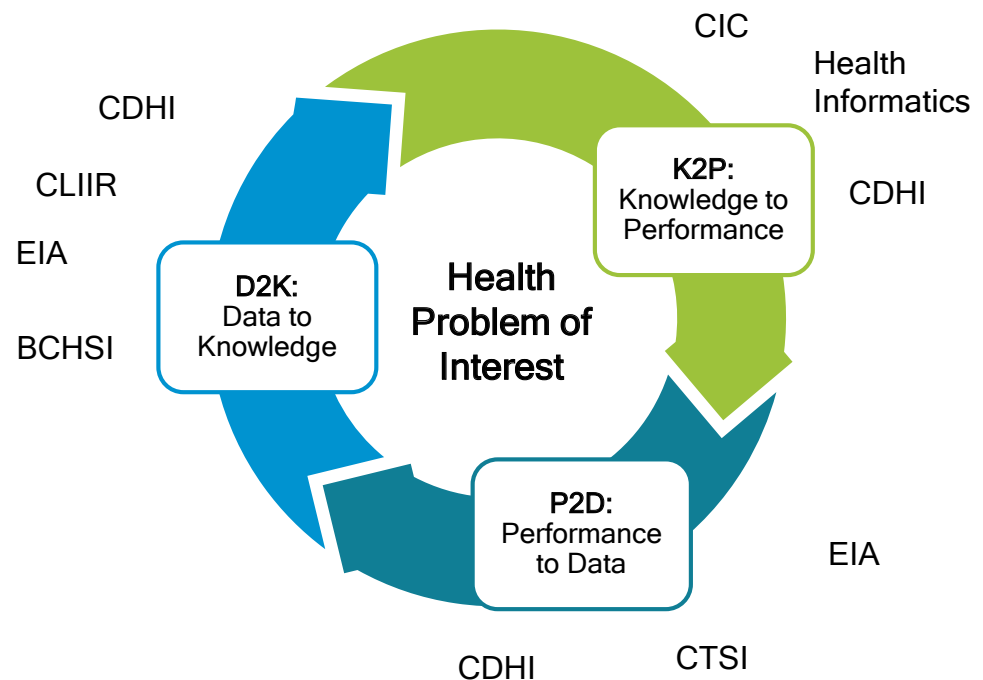 CIC
Health
Informatics
CDHI
K2P:
Knowledge to
Performance
CDHI
CLIIR
EIA
BCHSI
D2K:
Data to
Knowledge
Health
Problem of
Interest
P2D:
Performance
to Data
EIA
CTSI
CDHI